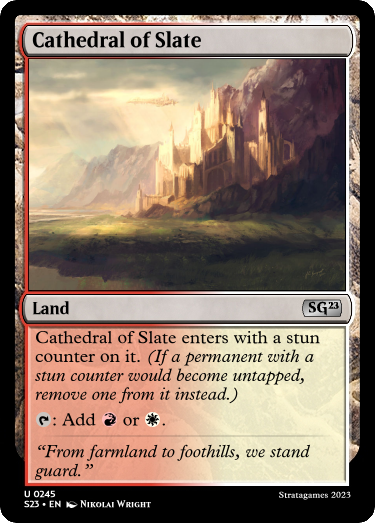 Cathedral of Slate
Land
SG23
Cathedral of Slate enters with a stun
counter on it. (If a permanent with a
stun counter would become untapped,
remove one from it instead.)
: Add or .
“From farmland to foothills, we stand
guard.”
U 0245
S23 • EN Nikolai Wright
Stratagames 2023